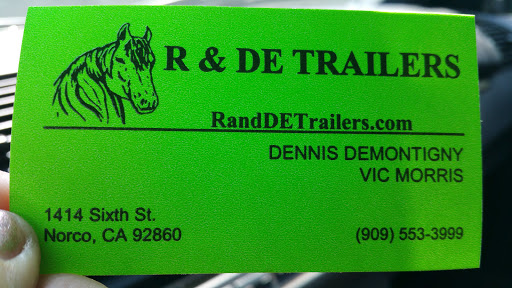 R & DE TRAILERS
RandDETrailers.com
DENNIS DEMONTIGNY
VIC MORRIS
1414 Sixth St.
Norco, CA 92860
(909) 553-3999